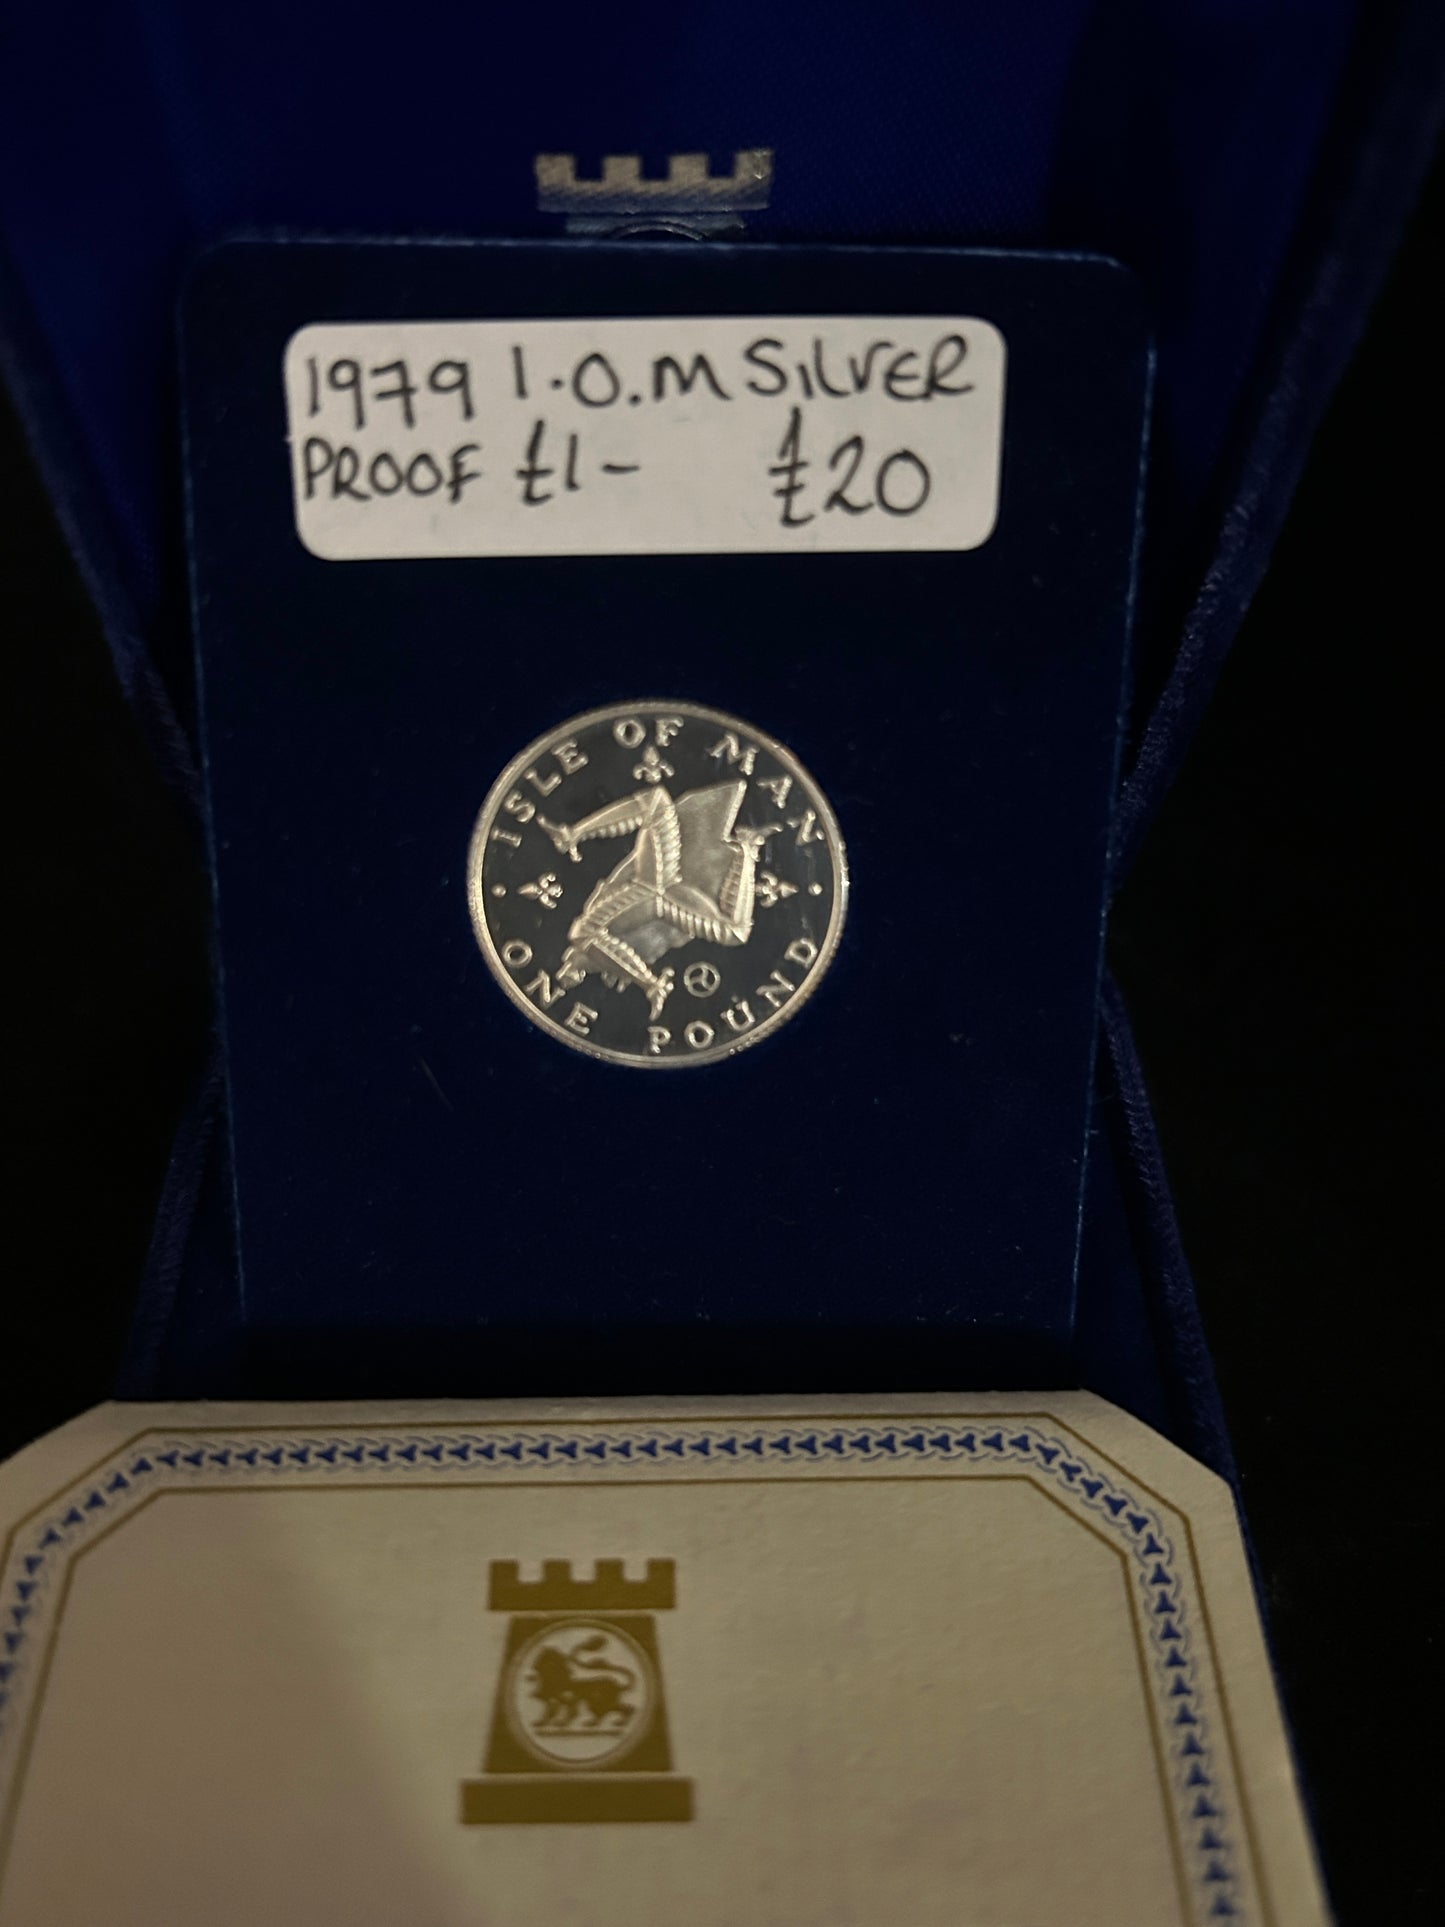 1979 I.O.M SILVER
PROOF £1- £20
ISLE OF MAN
ONE POUND